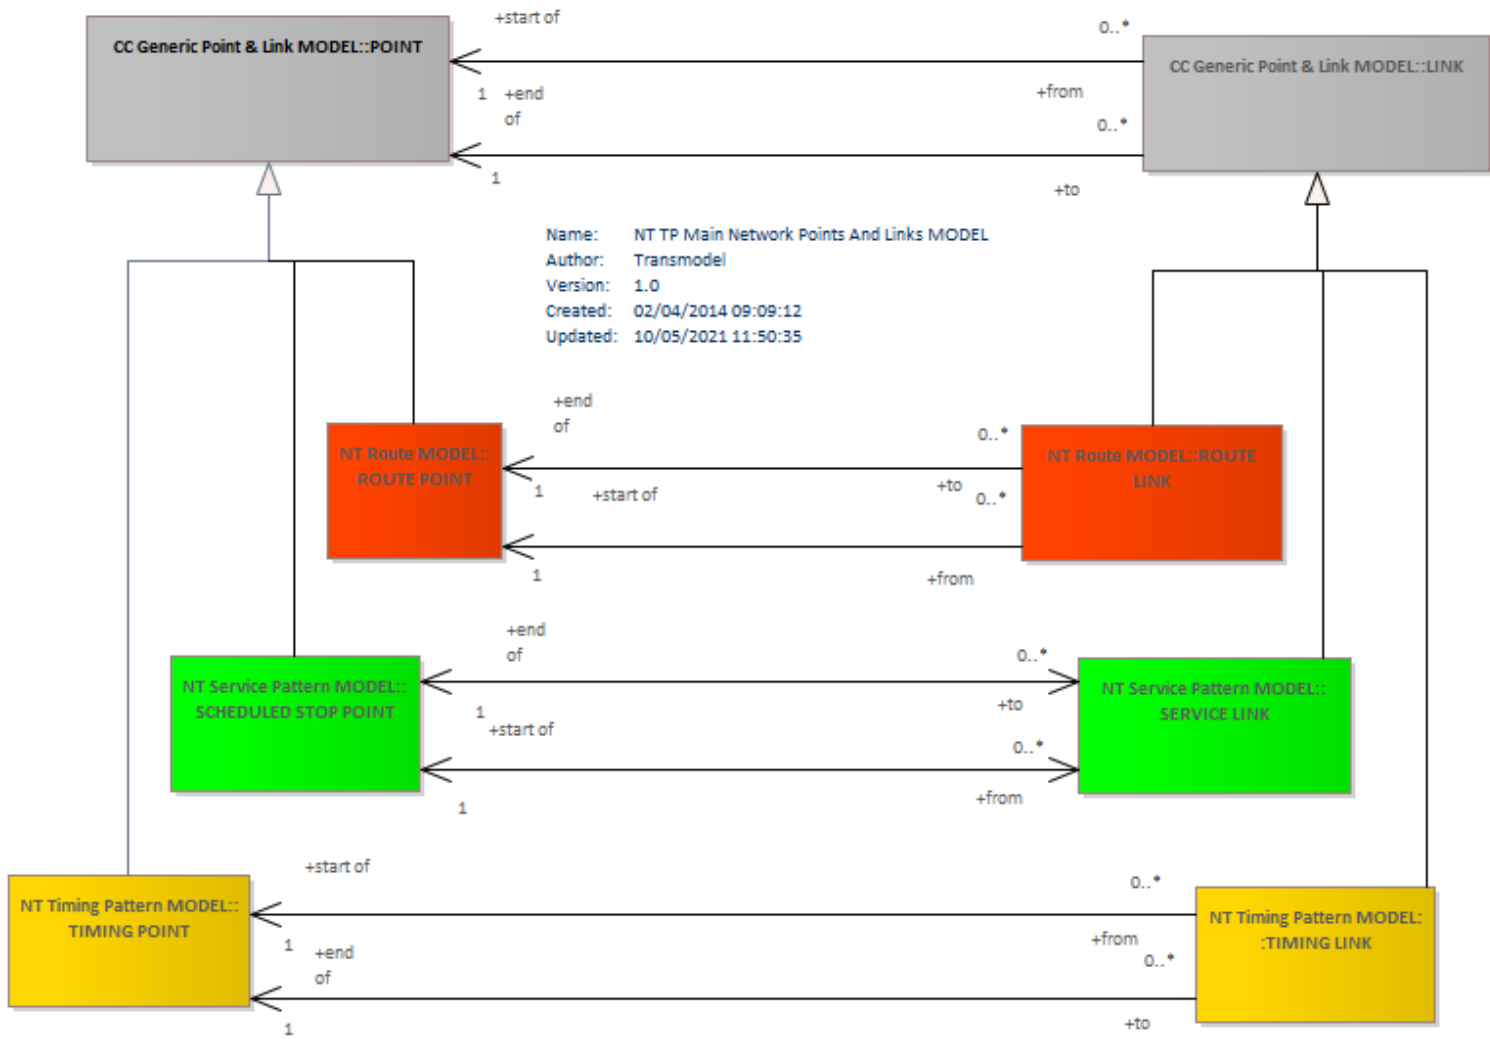 +start of
0..*
CC Generic Point & Link MODEL::POINT
CC Generic Point & Link MODEL::LINK
1
+end
of
+from
0..*
1
+to
Name: NT TP Main Network Points And Links MODEL
Author: Transmodel
Version: 1.0
Created: 02/04/2014 09:09:12
Updated: 10/05/2021 11:50:35
+end
of
0..*
NT Route MODEL::
ROUTE POINT
NT Route MODEL::ROUTE
LINK
1
+start of
+to
0..*
1
+from
+end
of
0..*
NT Service Pattern MODEL::
SCHEDULED STOP POINT
NT Service Pattern MODEL::
SERVICE LINK
1
+start of
+to
0..*
1
+from
+start of
0..*
NT Timing Pattern MODEL::
TIMING POINT
NT Timing Pattern MODEL:
:TIMING LINK
1
+end
of
+from
0..*
1
+to